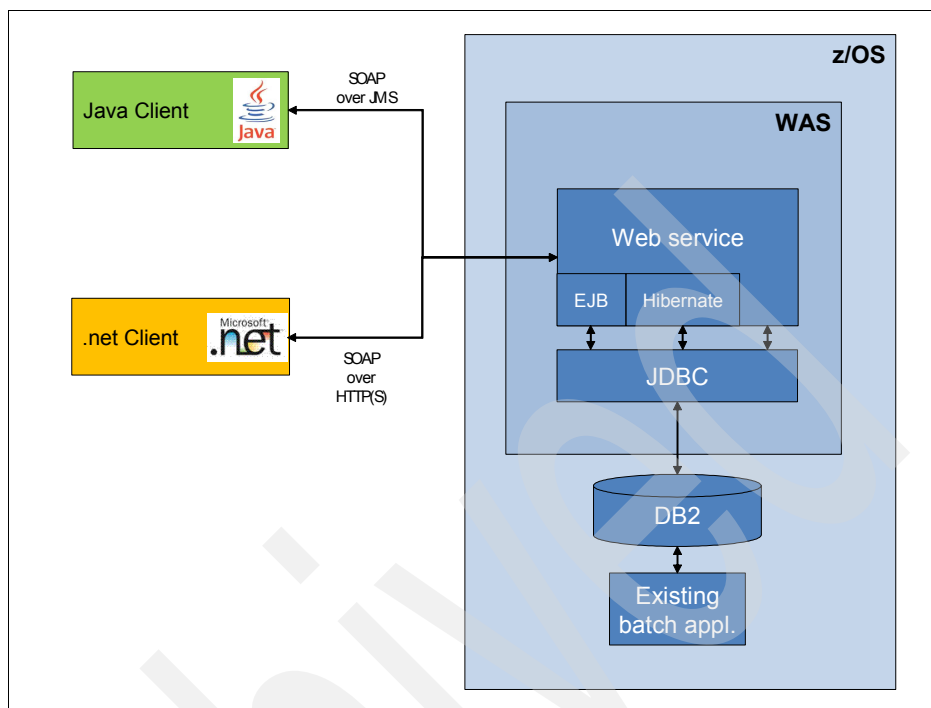 z/OS
WAS
SOAP
over JMS
Java Client
Java
Web service
EJB
Hibernate
JDBC
.net Client
Microsoft
.net
SOAP
over
HTTP(S)
DB2
Existing
batch appl.